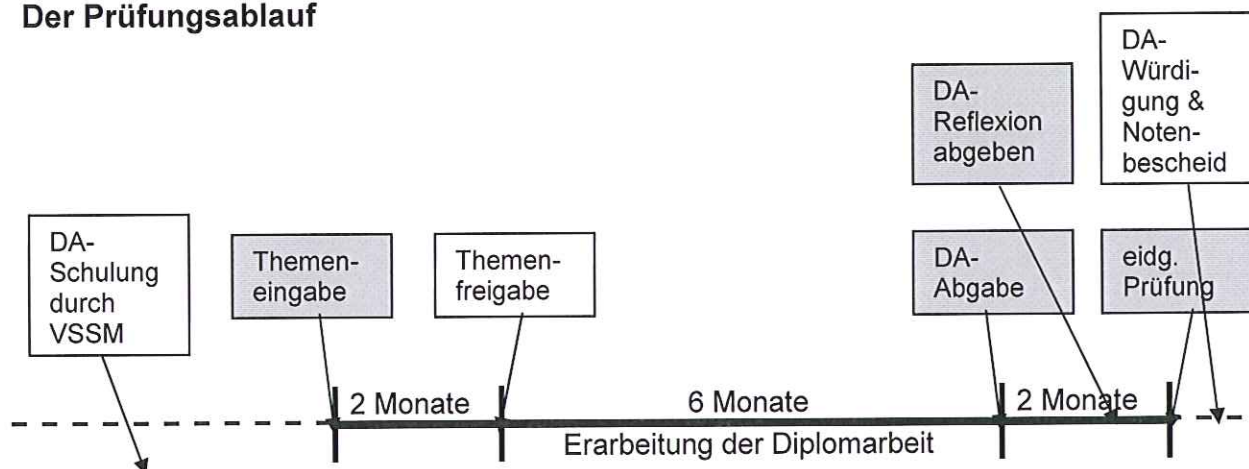 Der Prüfungsablauf
DA-
Würdi-
gung &
Noten-
bescheid
DA-
Reflexion
abgeben
DA-
Schulung
durch
VSSM
Themen-
eingabe
Themen-
freigabe
DA-
Abgabe
eidg.
Prüfung
2 Monate
6 Monate
2 Monate
Erarbeitung der Diplomarbeit